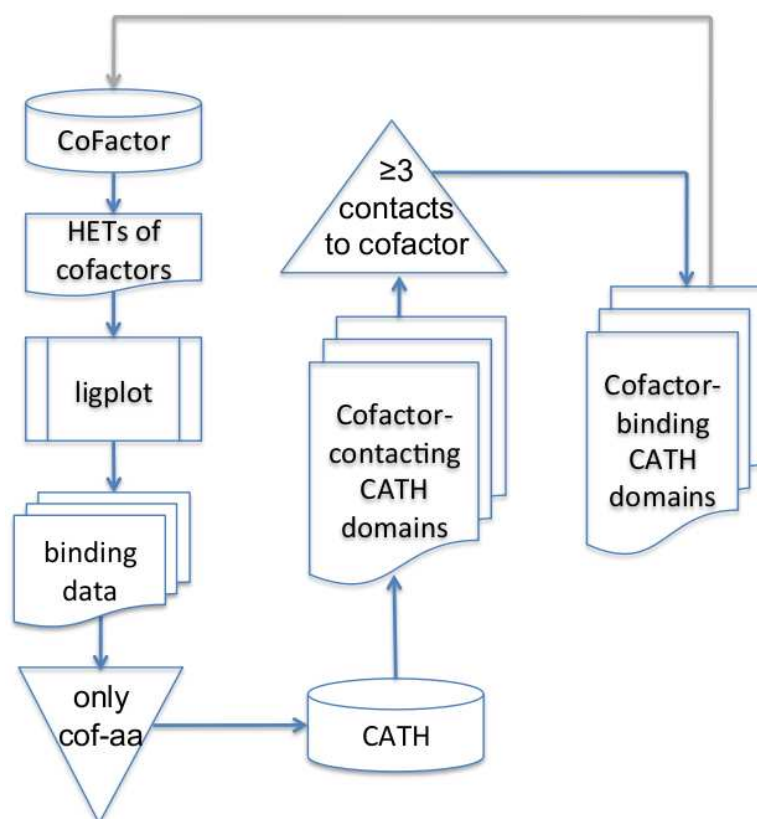 CoFactor
HETs of
cofactors
ligplot
binding
data
only
cof-aa
CATH
Cofactor-
contacting
CATH
domains
≥3
contacts
to cofactor
Cofactor-
binding
CATH
domains